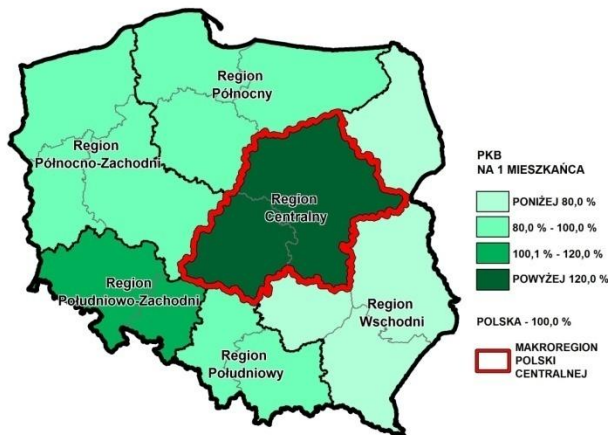 Region
Północny
Region
Północno-Zachodni
Region
Centralny
Region
Południowo-Zachodni
Region
Wschodni
Region
Południowy
PKB
NA 1 MIESZKAŃCA
PONIŻEJ 80,0 %
80,0 % - 100,0 %
100,1 % - 120,0 %
POWYŻEJ 120,0 %
POLSKA - 100,0 %
MAKROREGION
POLSKI
CENTRALNEJ